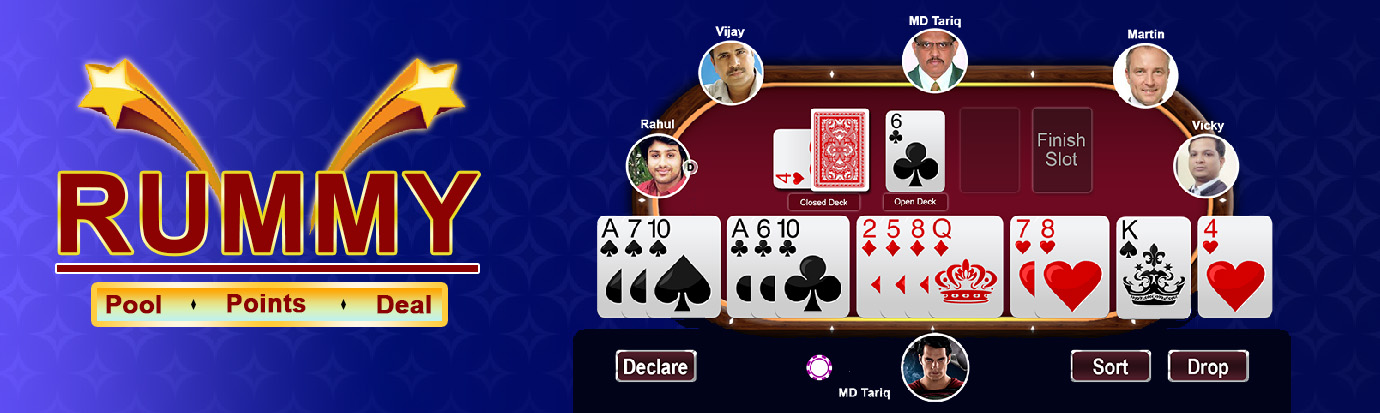 RUMMY
Pool ♦ Points ♦ Deal
Vijay
MD Tariq
Martin
Rahul
D
Vicky
4
6
Finish
Slot
Closed Deck
Open Deck
A 7 10
A 6 10
2 5 8 Q
7 8
K
4
Declare
MD Tariq
Sort
Drop